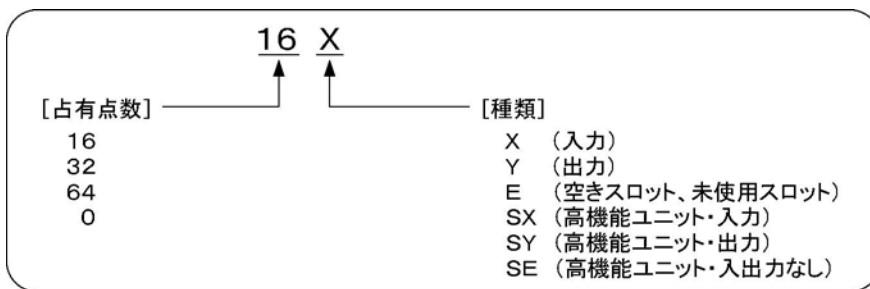 16 X
[占有点数] [種類]
16 X (入力)
32 Y (出力)
64 E (空きスロット、未使用スロット)
0 SX (高機能ユニット・入力)
SY (高機能ユニット・出力)
SE (高機能ユニット・入出力なし)